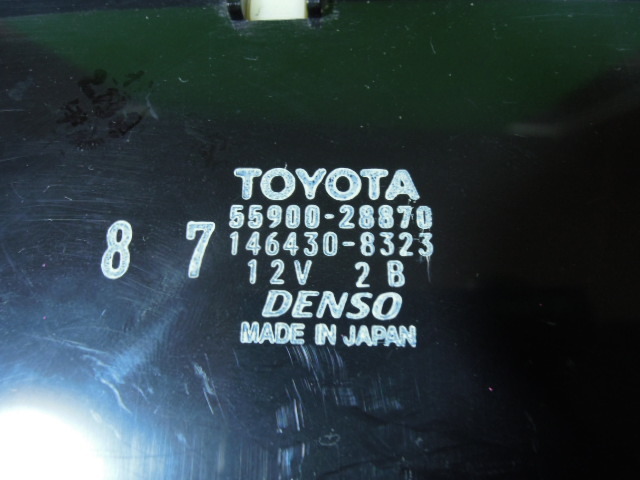 TOYOTA
55900-28870
8 7 146430-8323
12V 2B
DENSO
MADE IN JAPAN